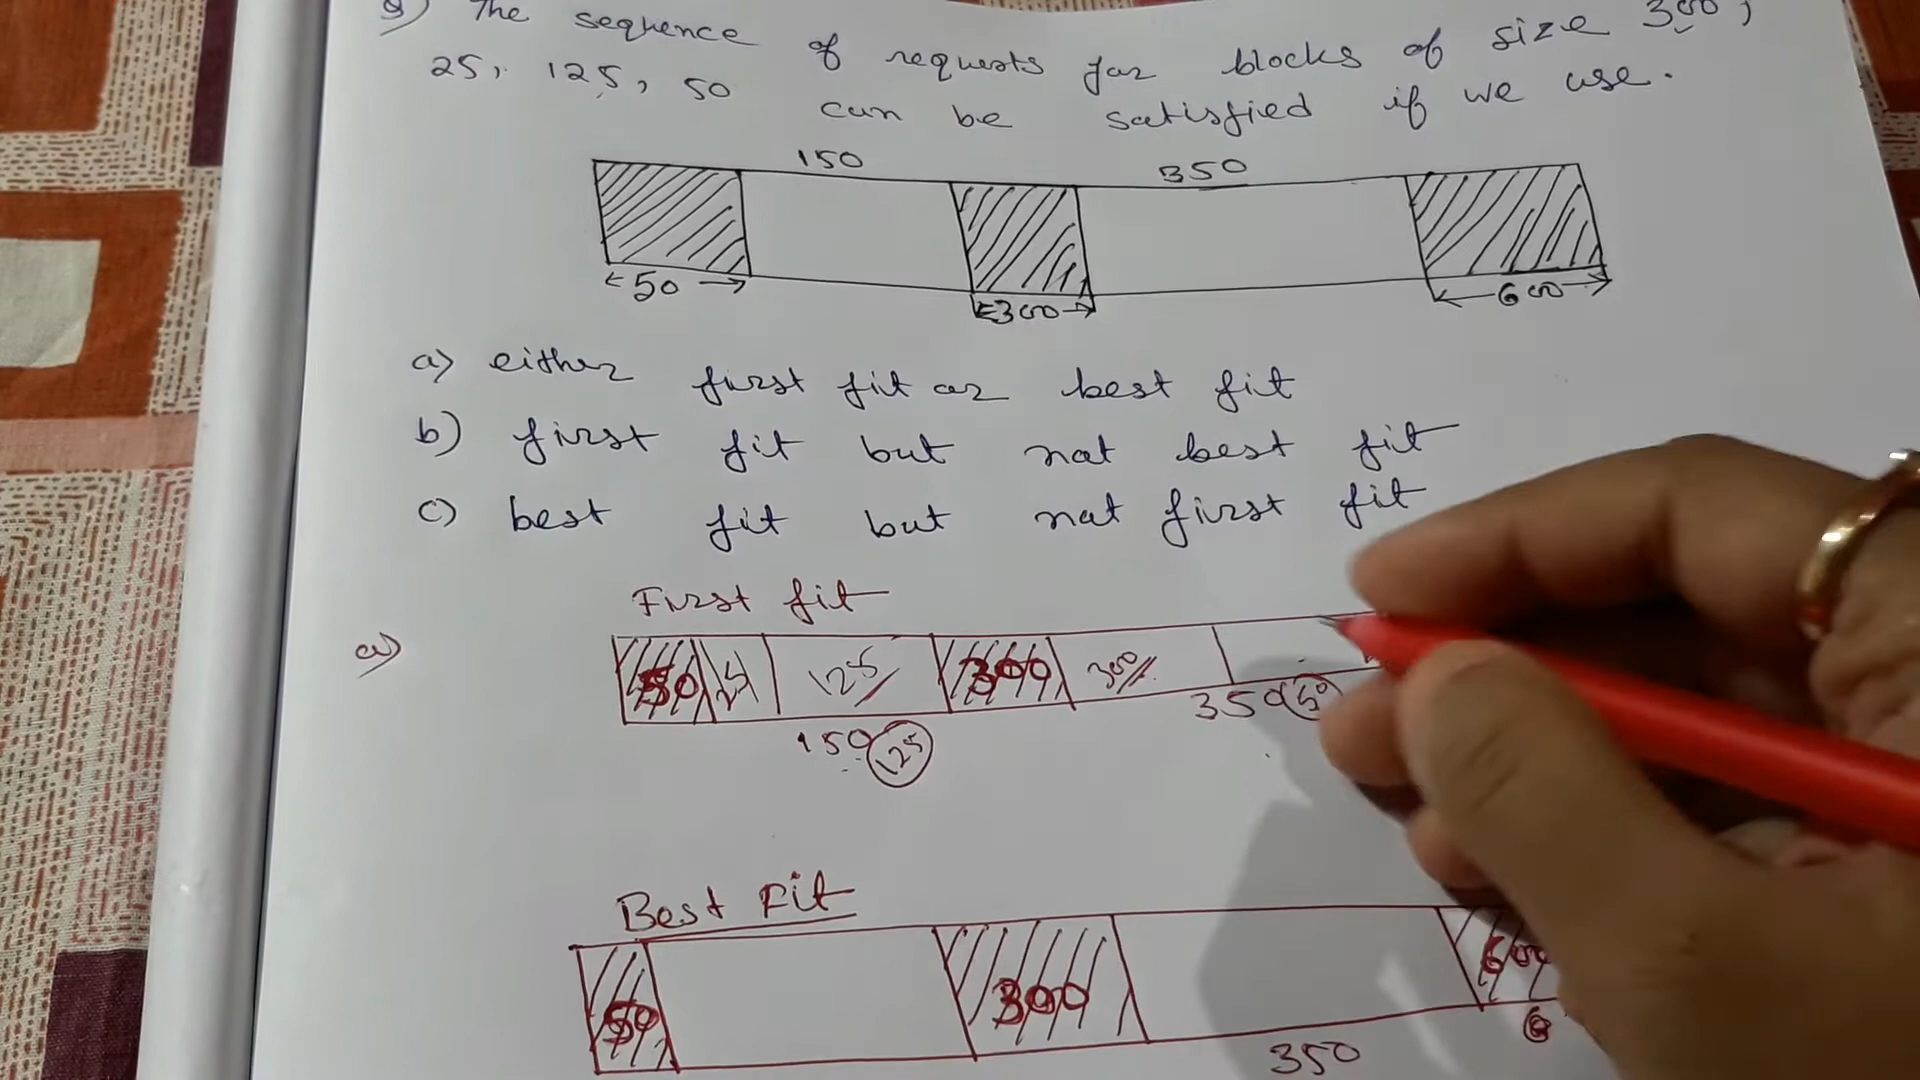 The sequence of requests for blocks of size 300,
25, 125, 50 can be satisfied if we use.
150 350
50 300 600
a) either first fit or best fit
b) first fit but not best fit
c) best fit but not first fit
First fit
a)
50 125 300 300
150 125 350 50
Best Fit
50 300 600
350 6